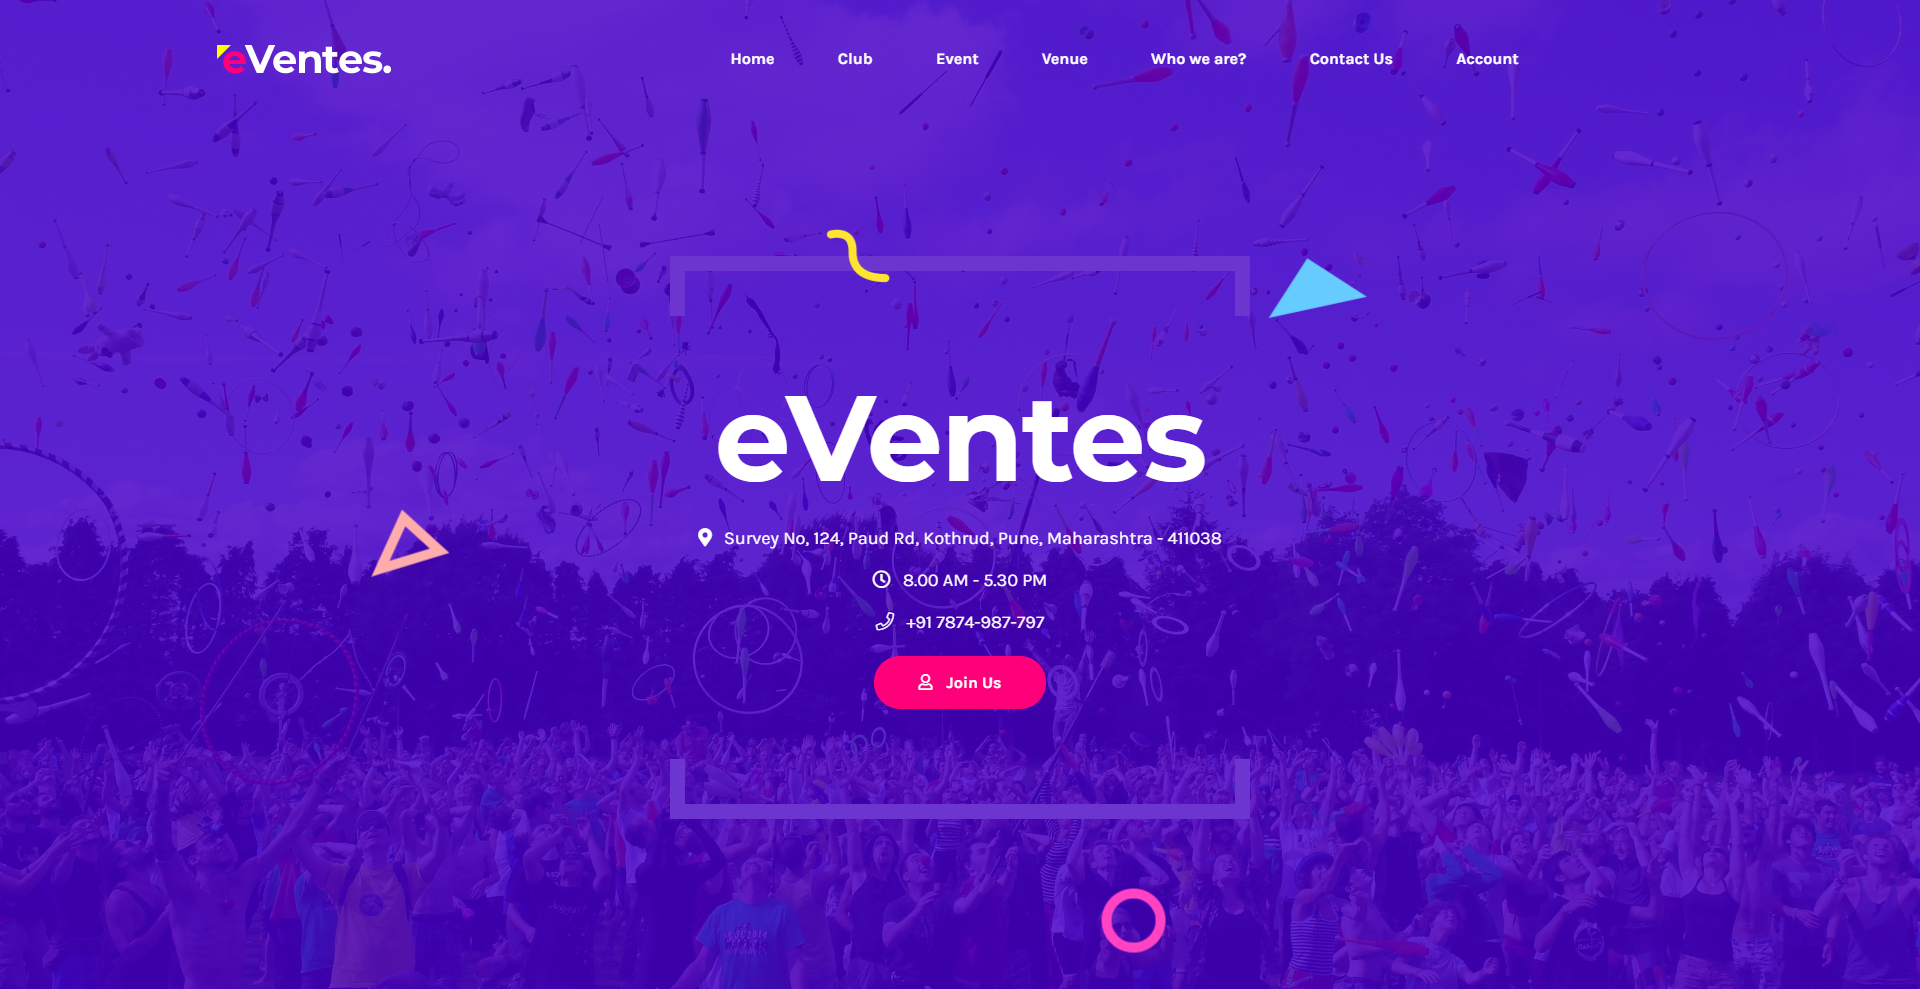 eVentes.
Home Club Event Venue Who we are? Contact Us Account
eVentes
Survey No, 124, Paud Rd, Kothrud, Pune, Maharashtra - 411038
8.00 AM - 5.30 PM
+91 7874-987-797
Join Us